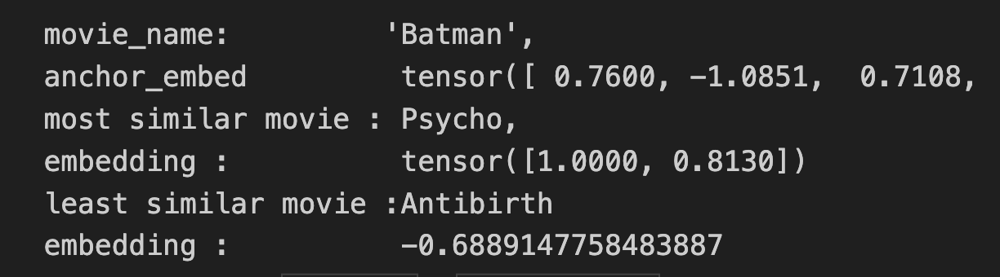 movie_name: 'Batman',
anchor_embed tensor([ 0.7600, -1.0851, 0.7108,
most similar movie : Psycho,
embedding : tensor([1.0000, 0.8130])
least similar movie :Antibirth
embedding : -0.6889147758483887